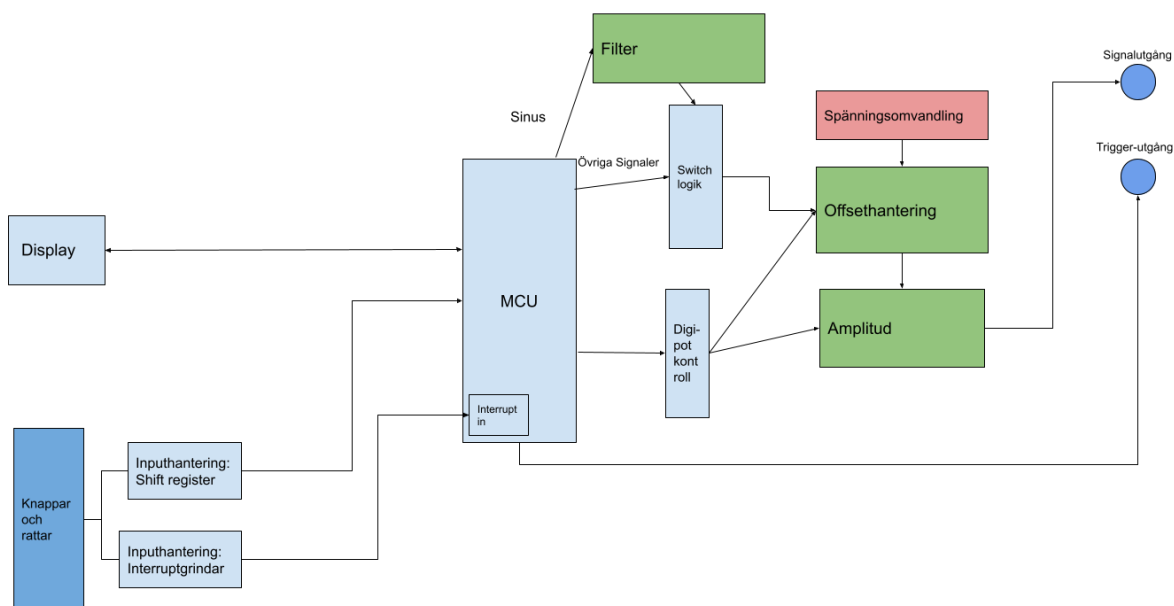 Filter
Signalutgång
Sinus
Spänningsomvandling
Trigger-utgång
Övriga Signaler
Switch
logik
Offsethantering
Display
MCU
Digi-
pot
kont
roll
Amplitud
Interrupt
in
Knappar
och
rattar
Inputhantering:
Shift register
Inputhantering:
Interruptgrindar